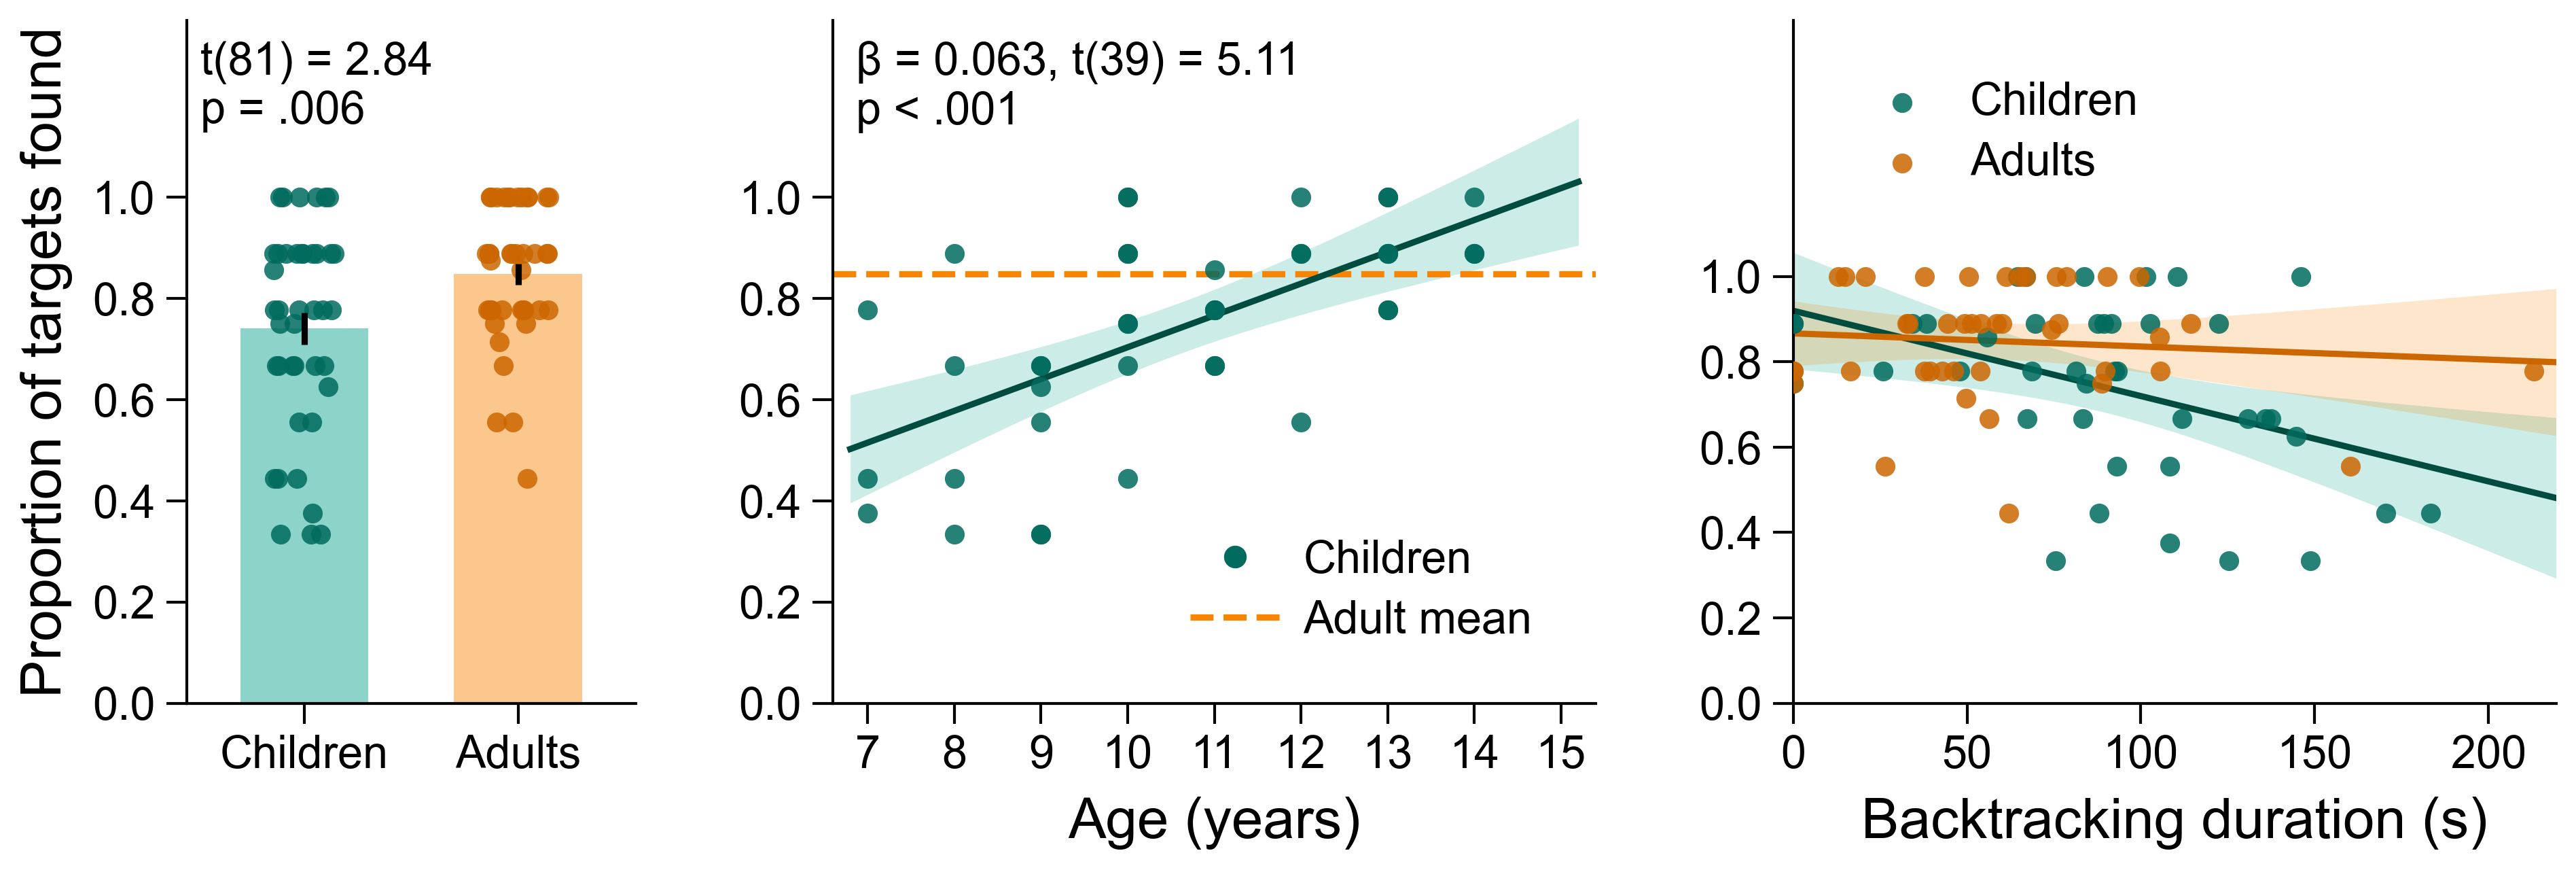 Proportion of targets found
t(81) = 2.84
p = .006
1.0
0.8
0.6
0.4
0.2
0.0
Children
Adults
β = 0.063, t(39) = 5.11
p < .001
1.0
0.8
0.6
0.4
0.2
0.0
Children
Adult mean
7 8 9 10 11 12 13 14 15
Age (years)
Children
Adults
1.0
0.8
0.6
0.4
0.2
0.0
0 50 100 150 200
Backtracking duration (s)